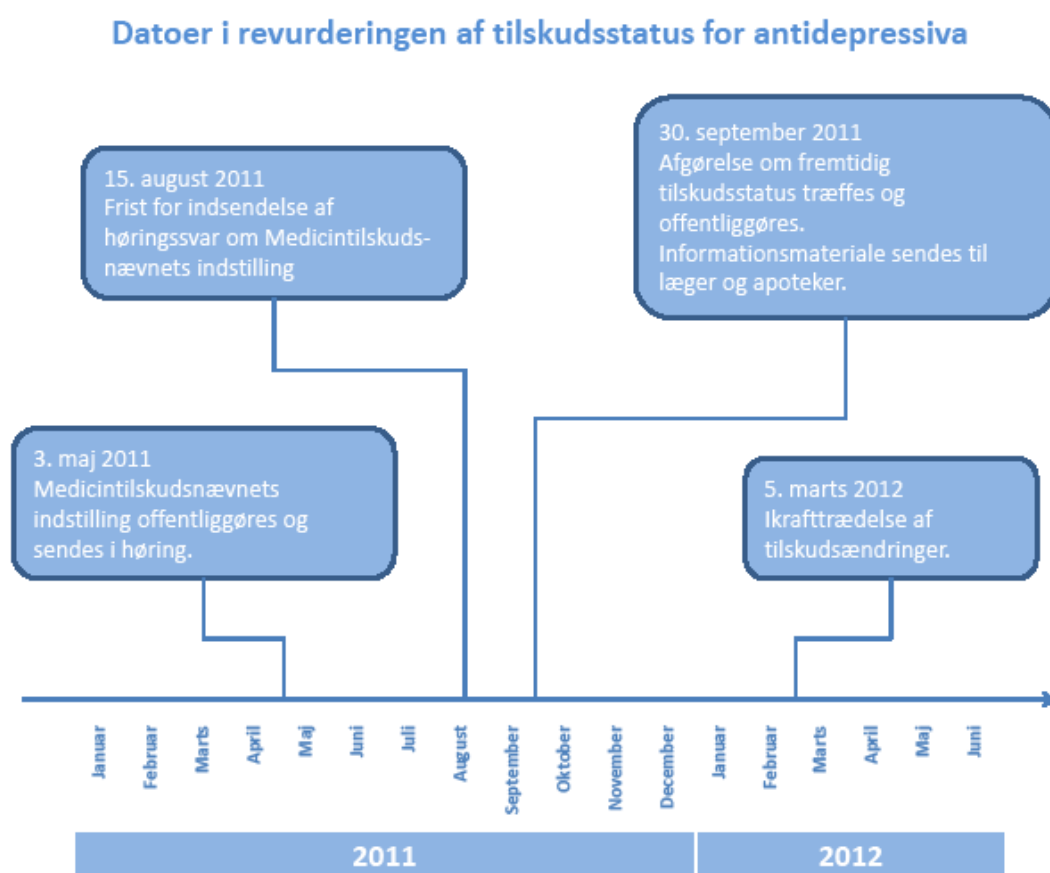 Datoer i revurderingen af tilskudsstatus for antidepressiva
15. august 2011
Frist for indsendelse af
høringssvar om Medicintilskuds-
nævnets indstilling
30. september 2011
Afgørelse om fremtidig
tilskudsstatus træffes og
offentliggøres.
Informationsmateriale sendes til
læger og apoteker.
3. maj 2011
Medicintilskudsnævnets
indstilling offentliggøres og
sendes i høring.
5. marts 2012
Ikrafttrædelse af
tilskudsændringer.
Januar
Februar
Marts
April
Maj
Juni
Juli
August
September
Oktober
November
December
Januar
Februar
Marts
April
Maj
Juni
2011
2012